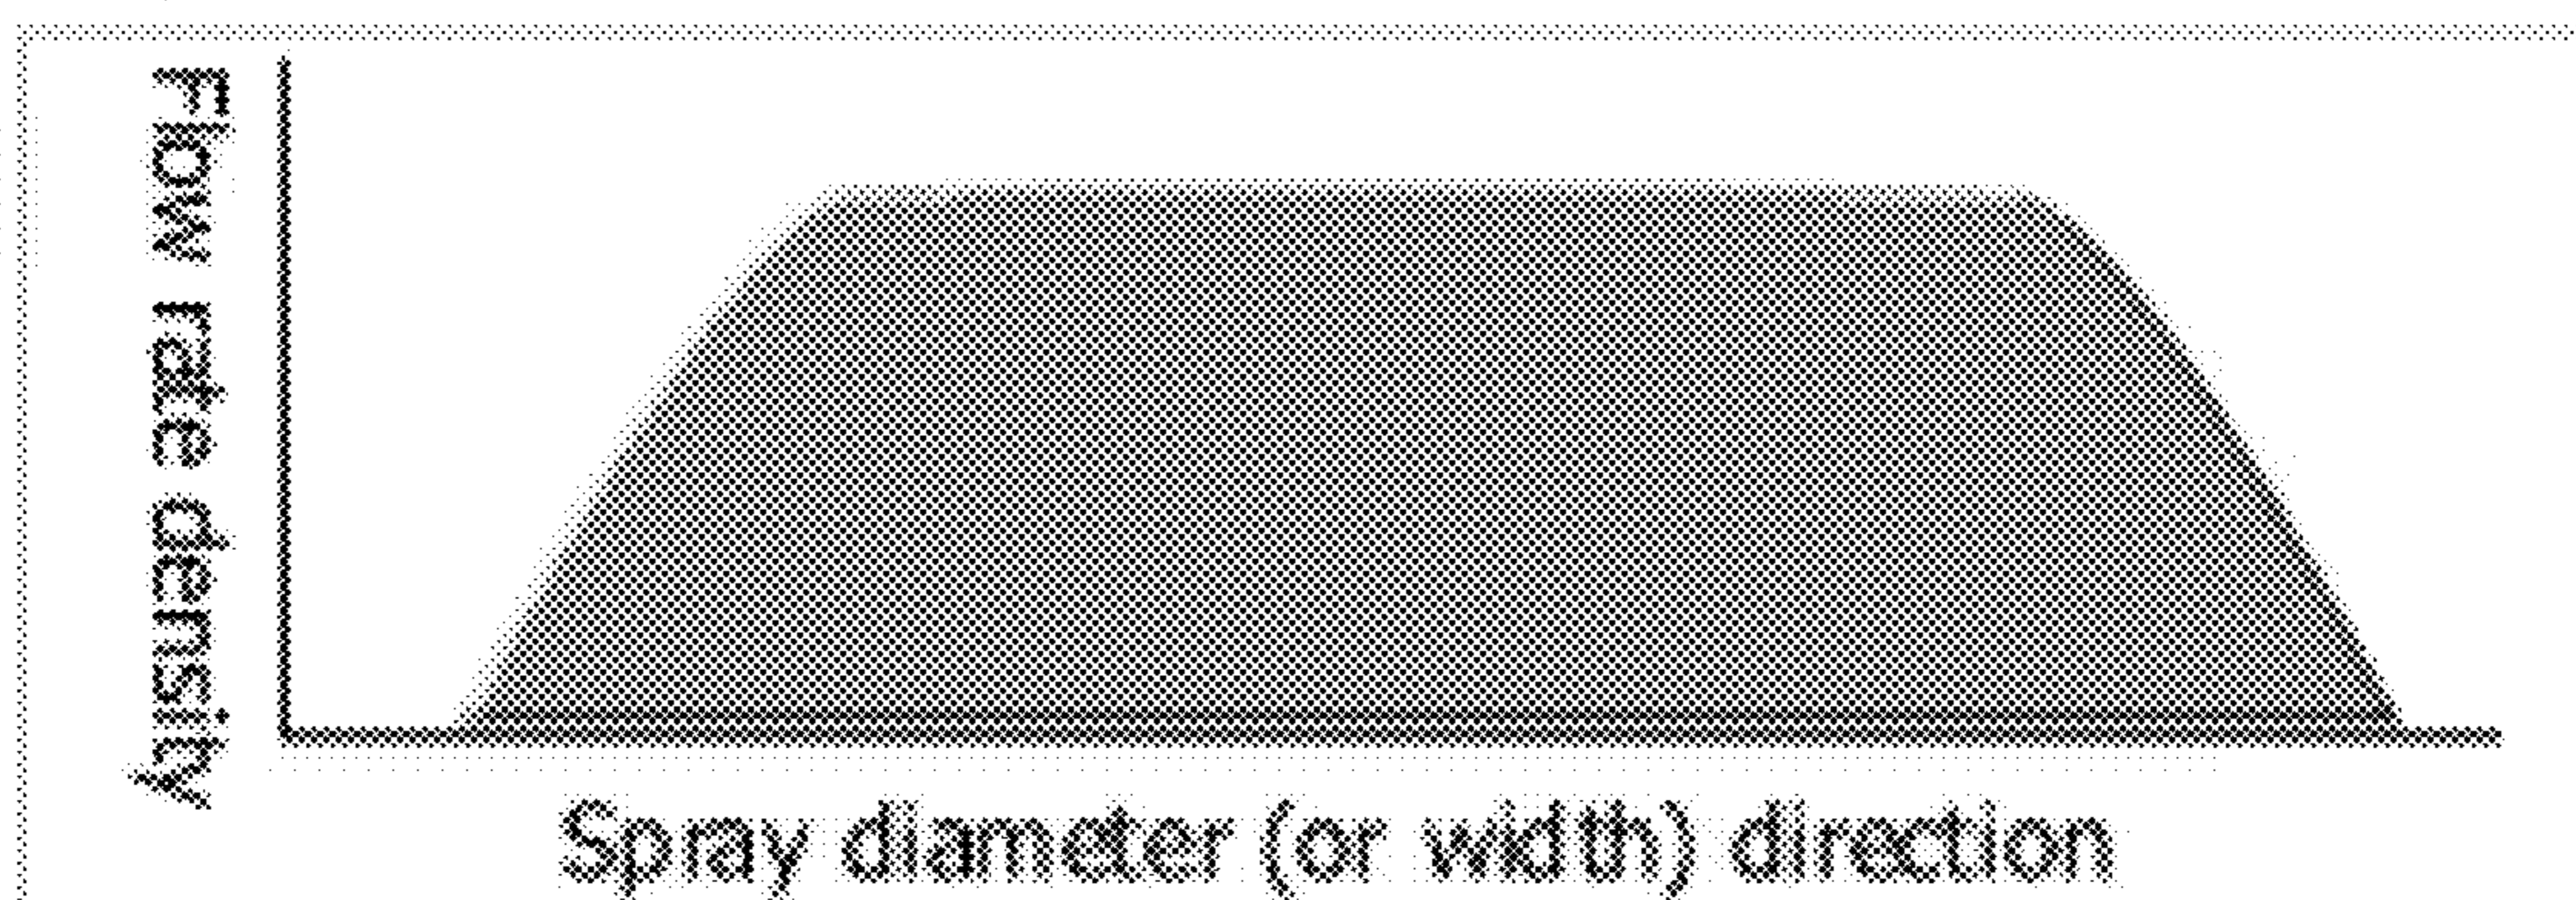 Flow rate density
Spray diameter (or width) direction